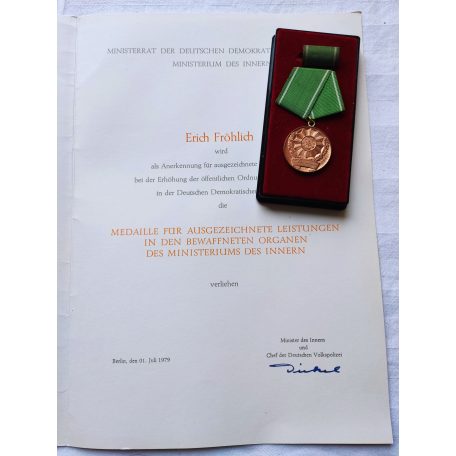 MINISTERRAT DER DEUTSCHEN DEMOKRAT
MINISTERIUM DES INNERN
Erich Fröhlich
wird
als Anerkennung für ausgezeichnete
bei der Erhöhung der öffentlichen Ordnu
in der Deutschen Demokratische
die
MEDAILLE FÜR AUSGEZEICHNETE LEISTUNGEN
IN DEN BEWAFFNETEN ORGANEN
DES MINISTERIUMS DES INNERN
verliehen
Minister des Innern
und
Berlin, den 01. Juli 1979
Chef der Deutschen Volkspolizei
Dickel